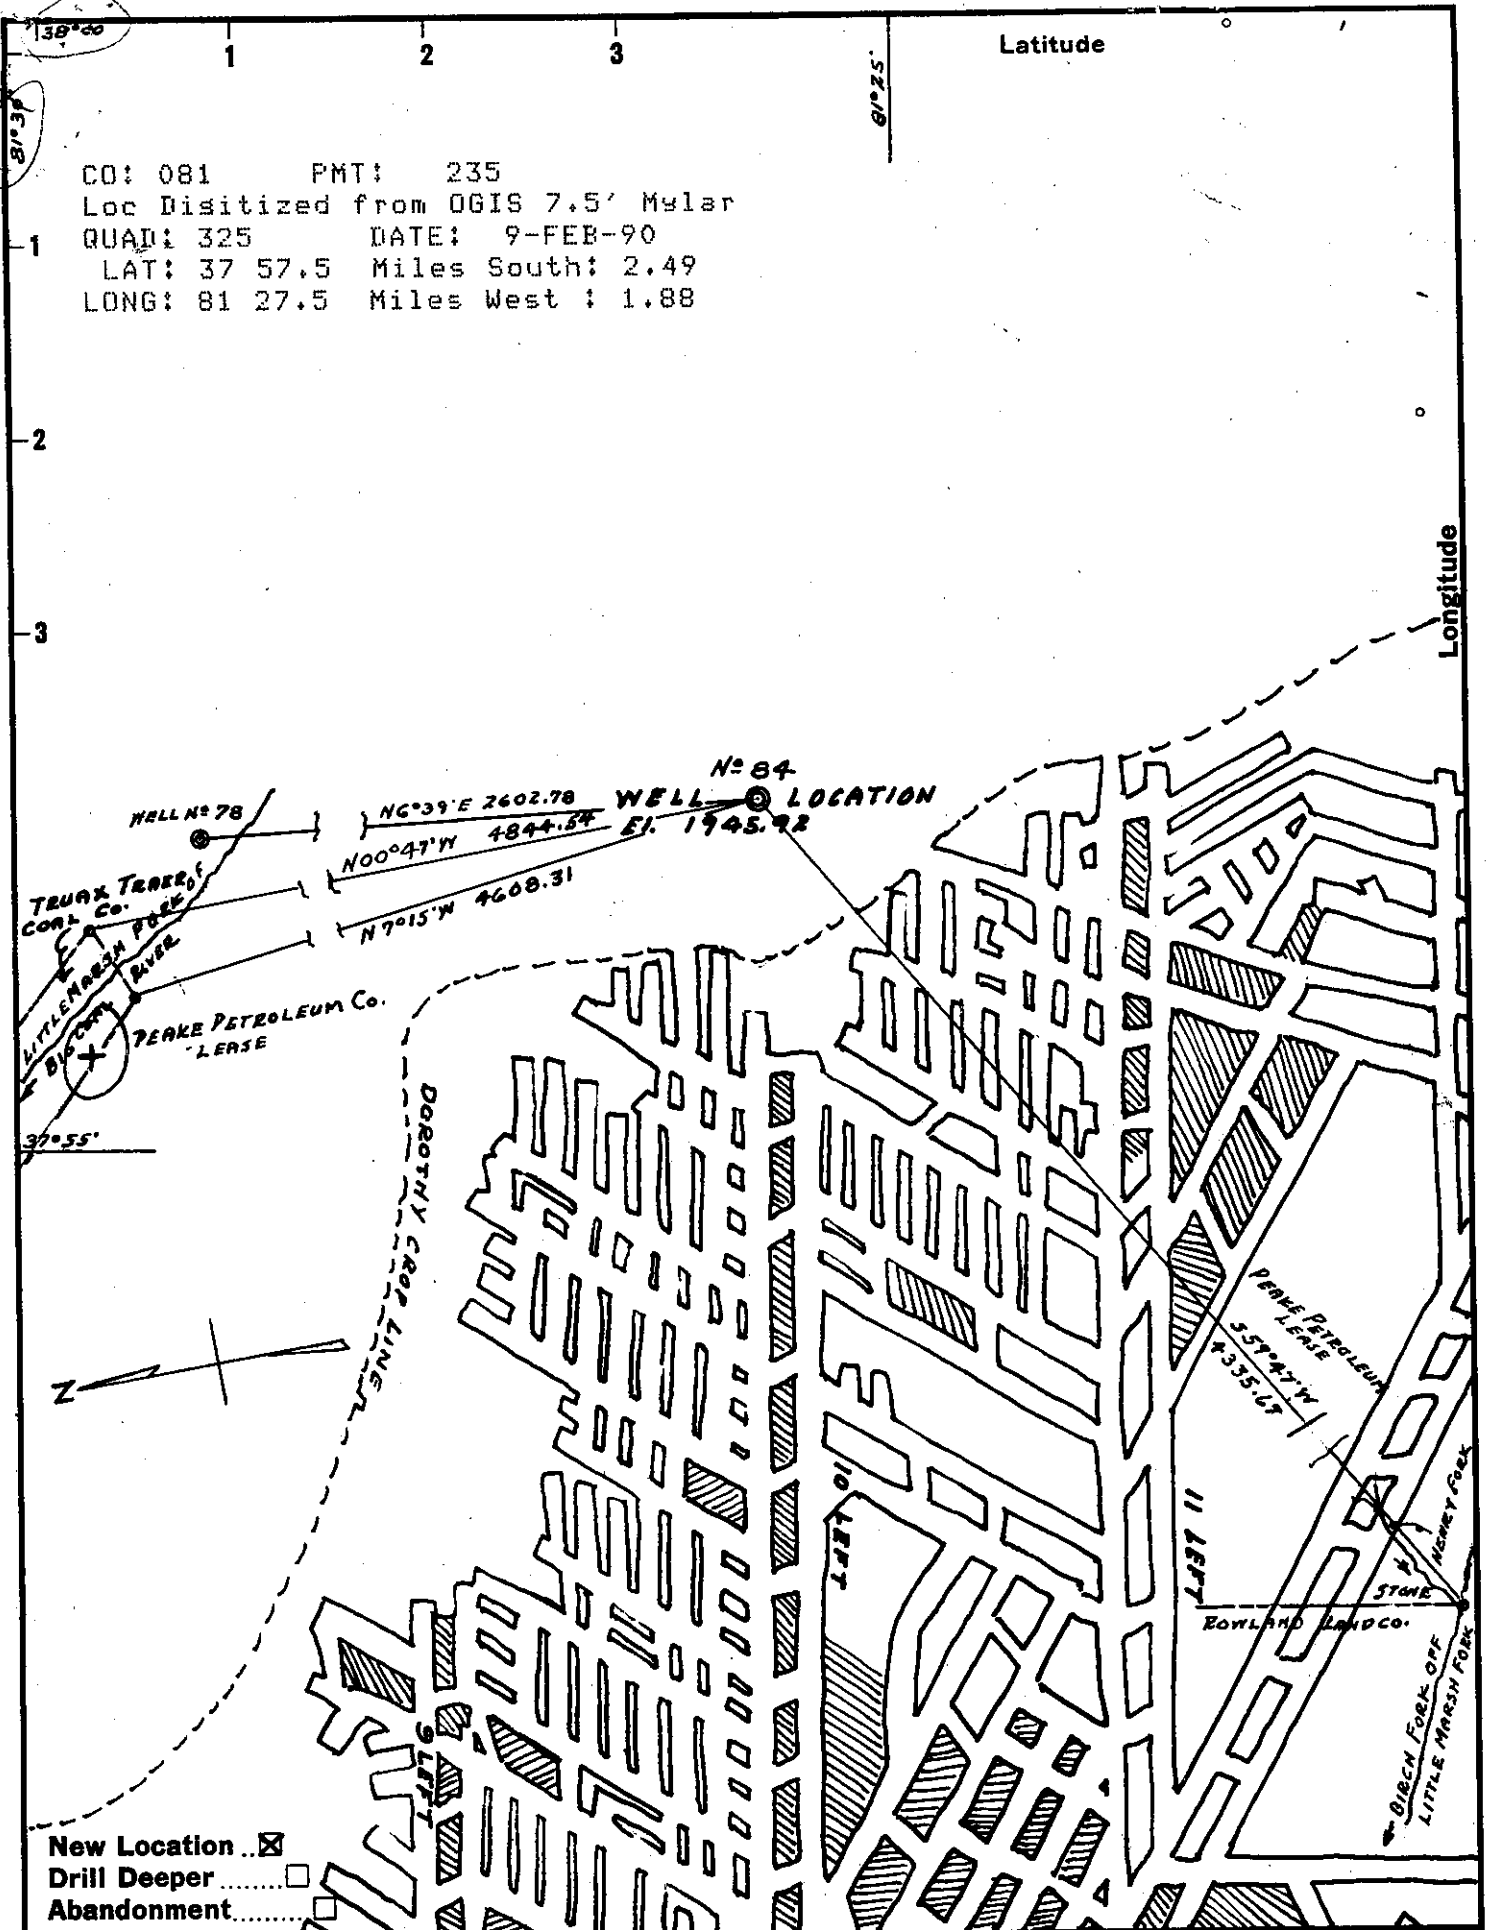 38°00
1 2 3
Latitude
81°25'
CO: 081 PMT: 235
Loc Digitized from OGIS 7.5' Mylar
QUAD: 325 DATE: 9-FEB-90
LAT: 37 57.5 Miles South: 2.49
LONG: 81 27.5 Miles West : 1.88
1
2
3
Longitude
Nº 84
WELL LOCATION
El. 1945.92
WELL Nº 78
N6°39'E 2602.78
N00°47'W 4844.54
N7°15'W 4608.31
TRUAX TRAER
COAL CO.
LITTLE MARSH FORK OF
BIG COAL RIVER
PEAKE PETROLEUM Co.
LEASE
37°55'
DOROTHY CROP LINE
N
PEAKE PETROLEUM
LEASE
S59°47'W
4335.67
10 LEFT
11 LEFT
9 LEFT
HENRY FORK
STONE
ROWLAND LAND CO.
BIRCH FORK OFF
LITTLE MARSH FORK
New Location .. ☒
Drill Deeper ........ ☐
Abandonment ......... ☐